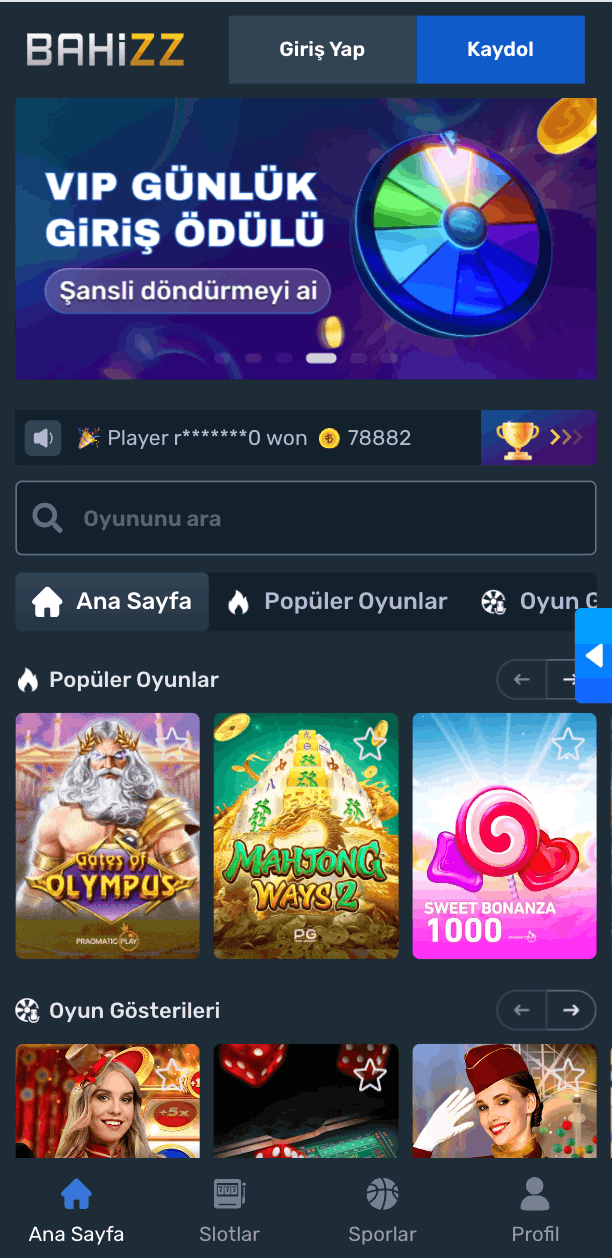 BAHiZZ
Giriş Yap
Kaydol
VIP GÜNLÜK
GiRiŞ ÖDÜLÜ
Şansli döndürmeyi ai
Player r*******0 won 78882
Oyununu ara
Ana Sayfa
Popüler Oyunlar
Oyun G
Popüler Oyunlar
Gates of
OLYMPUS
PRAGMATIC PLAY
MAHJONG
WAYS 2
PG
SWEET BONANZA
1000
Oyun Gösterileri
+5x
Ana Sayfa
Slotlar
Sporlar
Profil